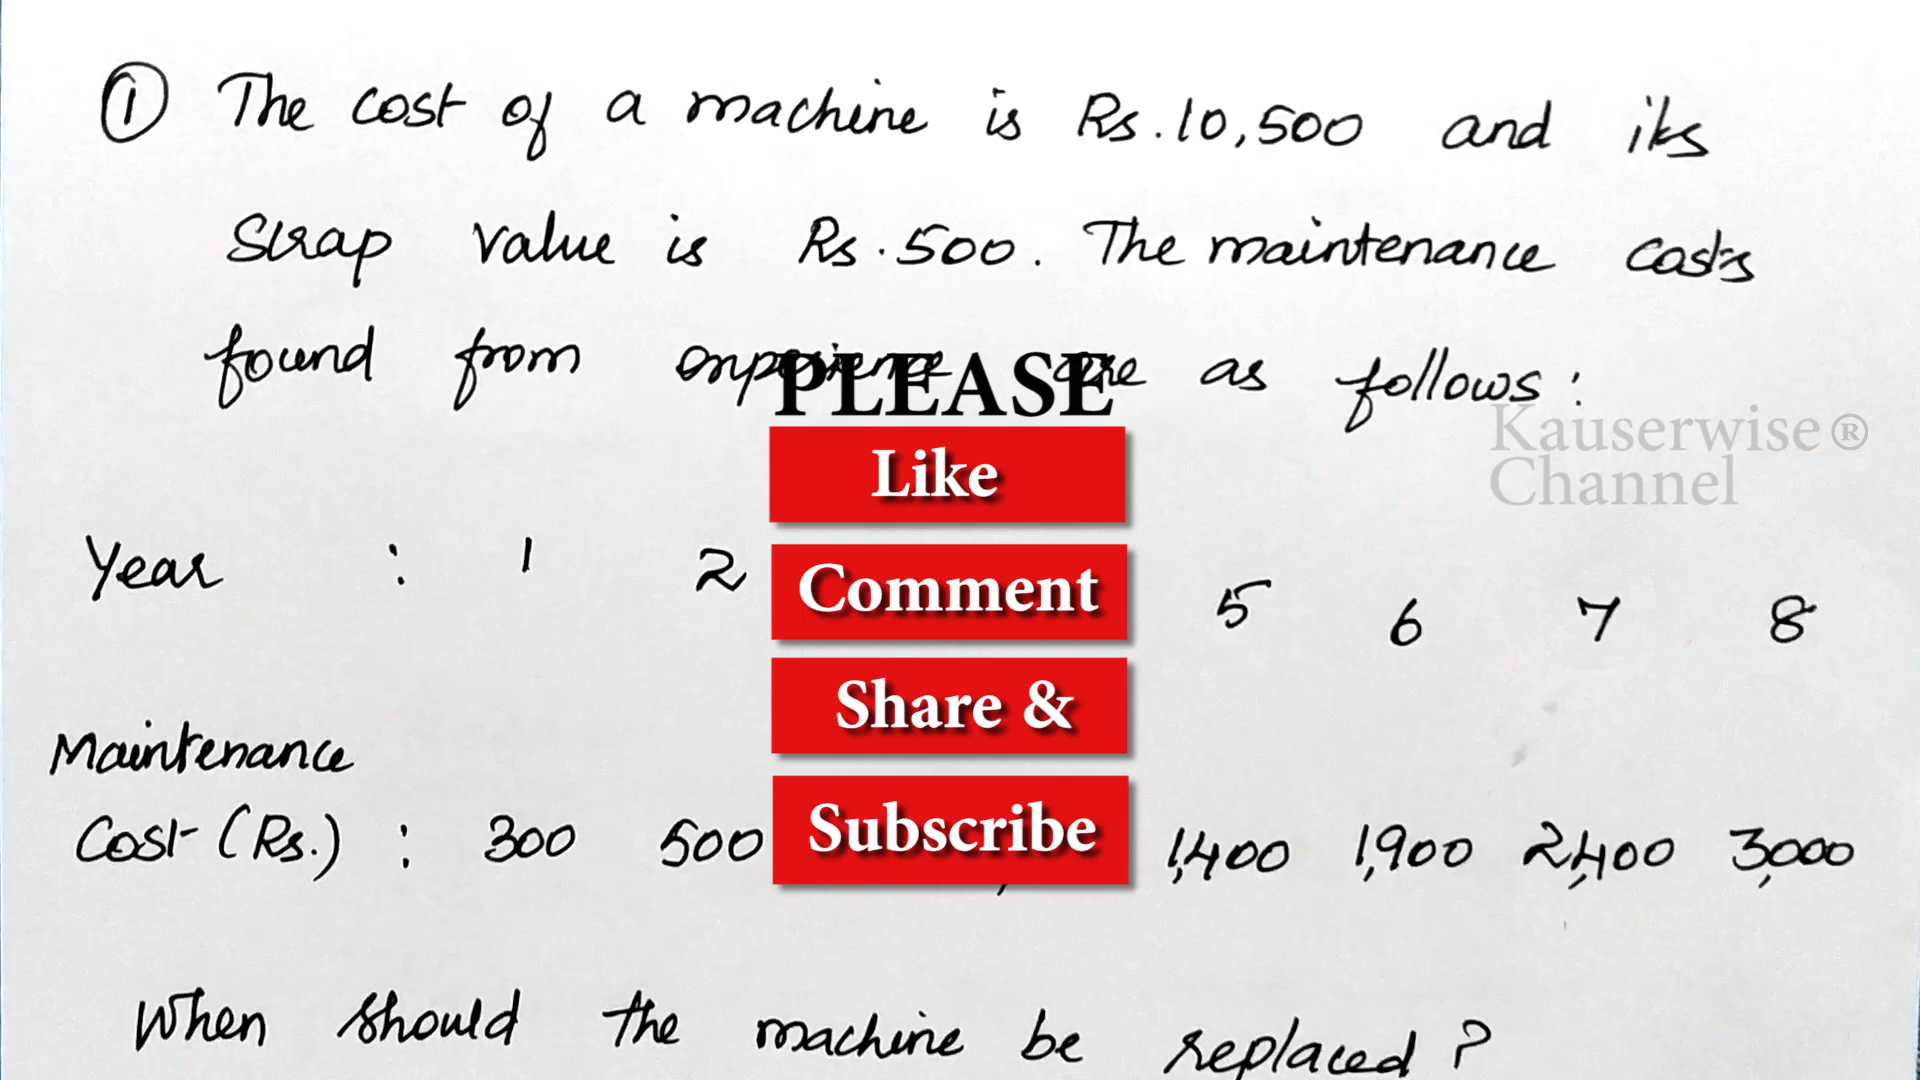 ① The cost of a machine is Rs.10,500 and its
Scrap value is Rs.500. The maintenance costs
found from experience are as follows:
PLEASE
Kauserwise®
Channel
Like
Comment
Share &
Subscribe
Year : 1 2 5 6 7 8
Maintenance
Cost (Rs.) : 300 500 1,400 1,900 2,400 3,000
When should the machine be replaced?